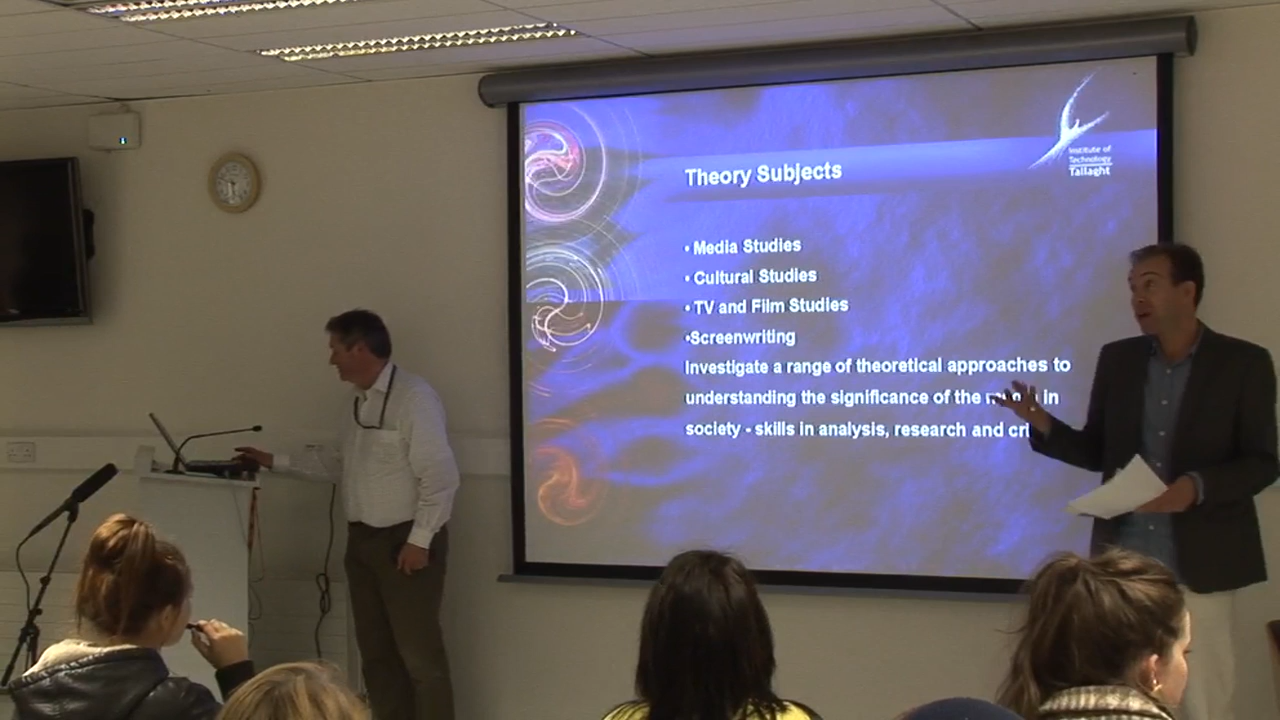 Institute of
Technology
Tallaght
Theory Subjects
• Media Studies
• Cultural Studies
• TV and Film Studies
•Screenwriting
Investigate a range of theoretical approaches to
understanding the significance of the in
society - skills in analysis, research and